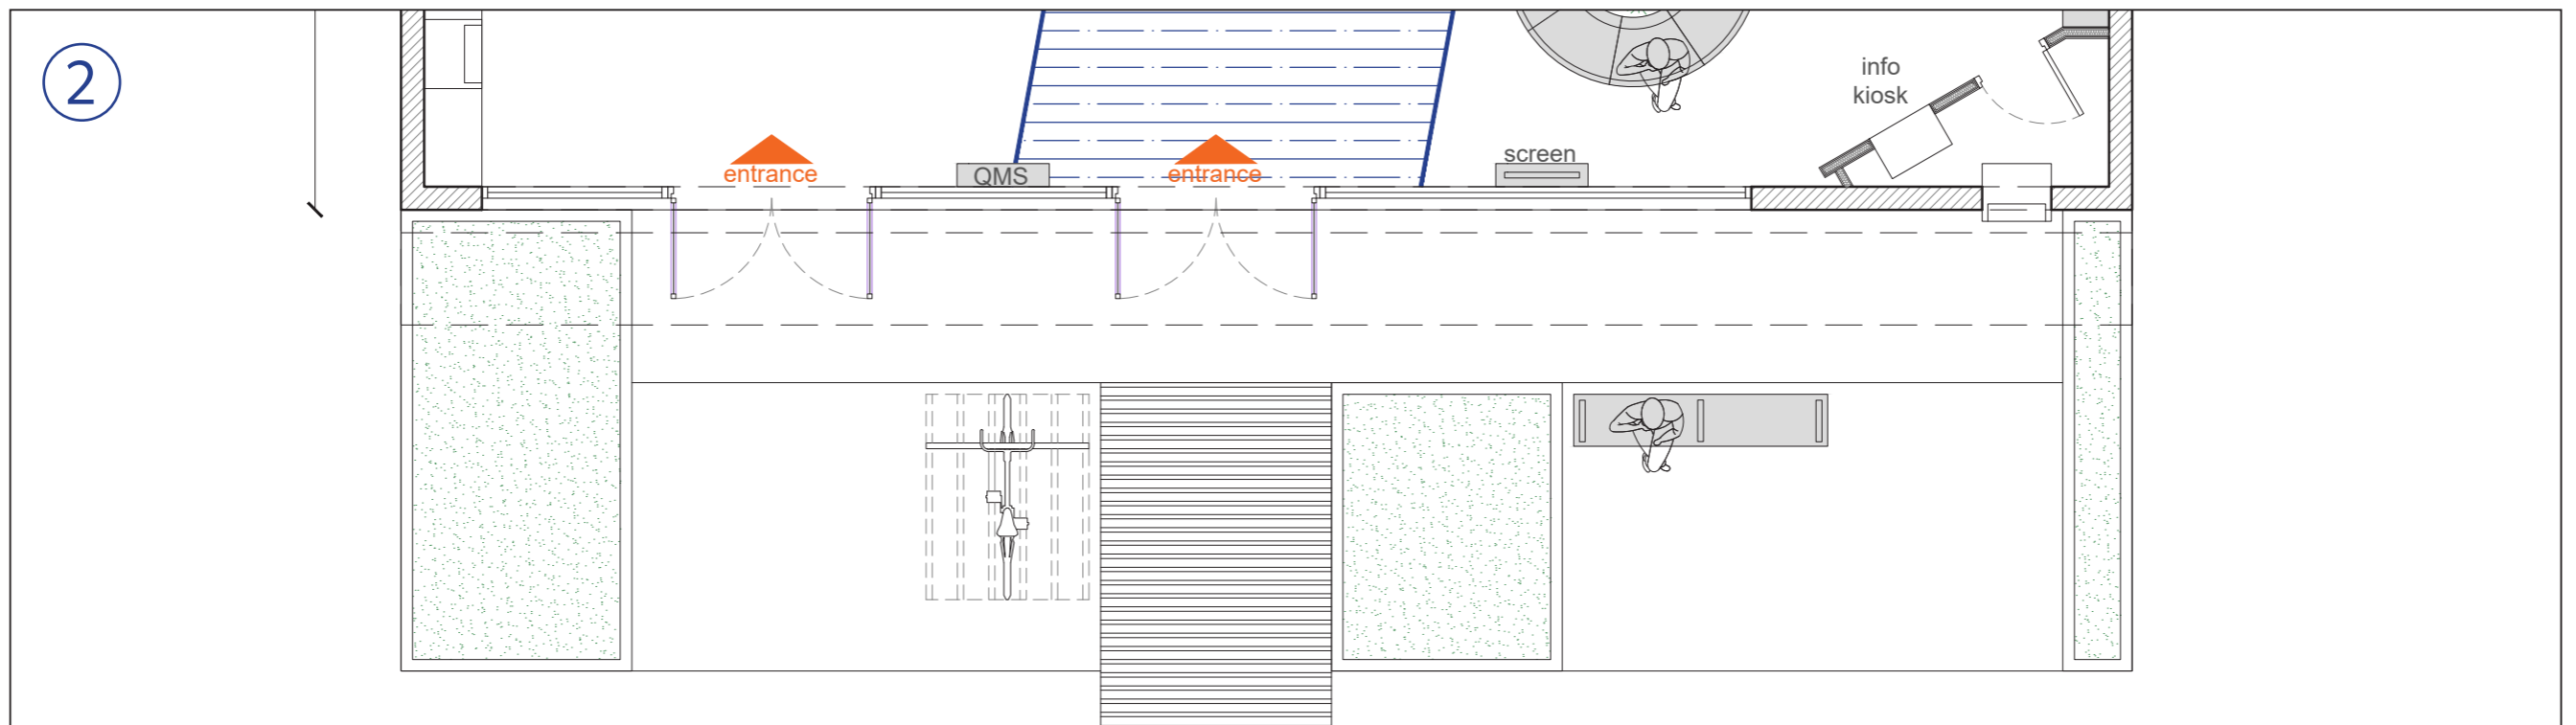 2
info
kiosk
screen
entrance
QMS
entrance